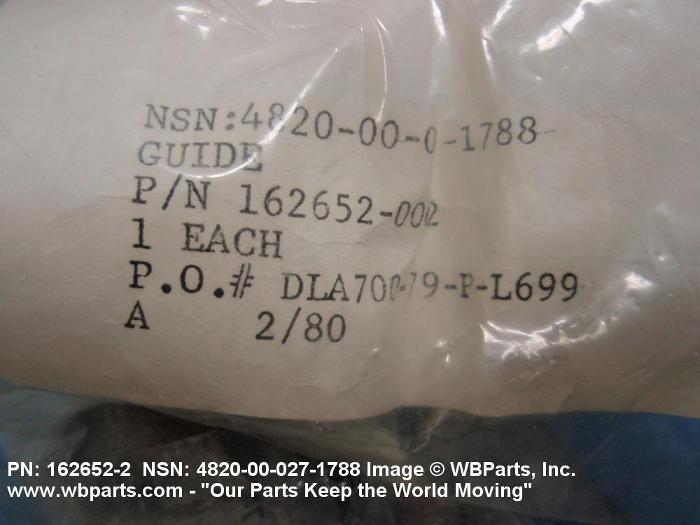 NSN:4820-00-0-1788
GUIDE
P/N 162652-002
1 EACH
P.O.# DLA700-79-P-L699
A 2/80
PN: 162652-2 NSN: 4820-00-027-1788 Image © WBParts, Inc.
www.wbparts.com - "Our Parts Keep the World Moving"